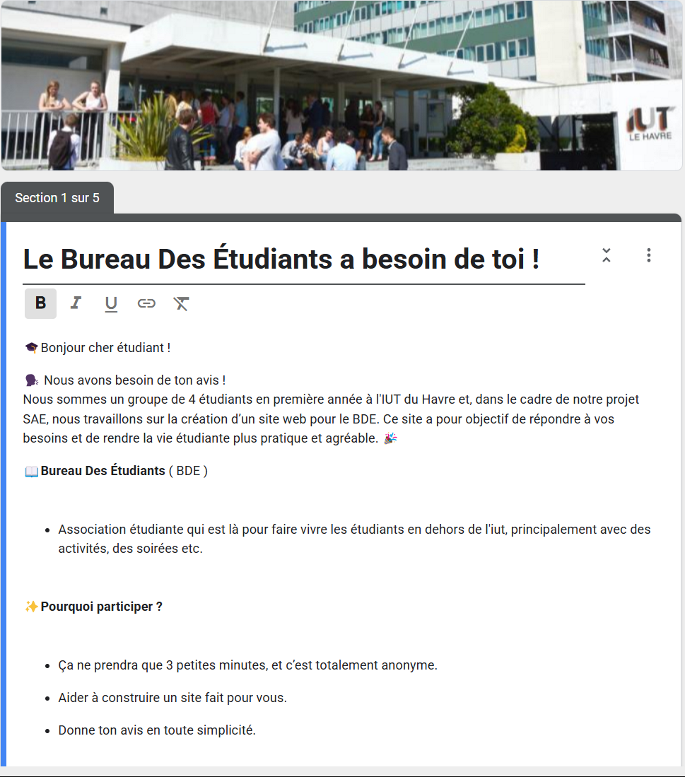 IUT
LE HAVRE
Section 1 sur 5
Le Bureau Des Étudiants a besoin de toi !
B I U
🎓Bonjour cher étudiant !
🗣️ Nous avons besoin de ton avis !
Nous sommes un groupe de 4 étudiants en première année à l'IUT du Havre et, dans le cadre de notre projet
SAE, nous travaillons sur la création d'un site web pour le BDE. Ce site a pour objectif de répondre à vos
besoins et de rendre la vie étudiante plus pratique et agréable. 🎉
📖Bureau Des Étudiants ( BDE )
• Association étudiante qui est là pour faire vivre les étudiants en dehors de l'iut, principalement avec des
activités, des soirées etc.
✨Pourquoi participer ?
• Ça ne prendra que 3 petites minutes, et c'est totalement anonyme.
• Aider à construire un site fait pour vous.
• Donne ton avis en toute simplicité.